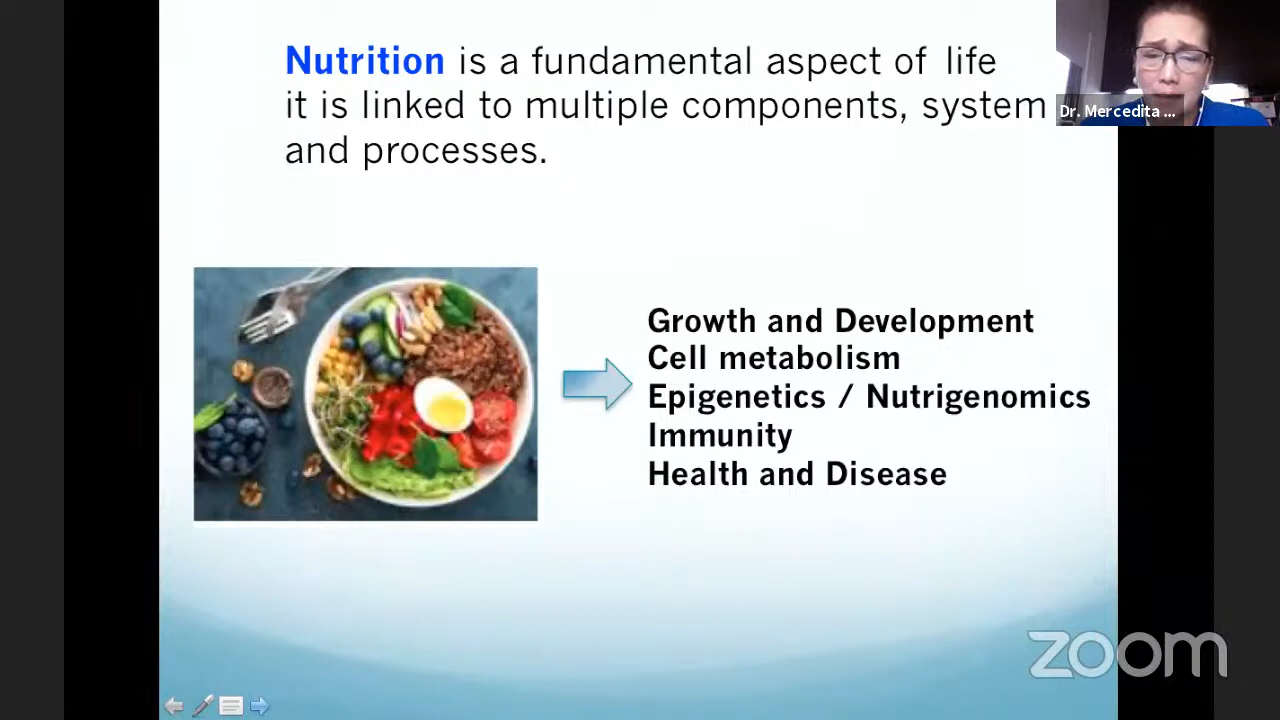 Nutrition is a fundamental aspect of life
it is linked to multiple components, system
and processes.
Dr. Mercedita ...
Growth and Development
Cell metabolism
Epigenetics / Nutrigenomics
Immunity
Health and Disease
zoom